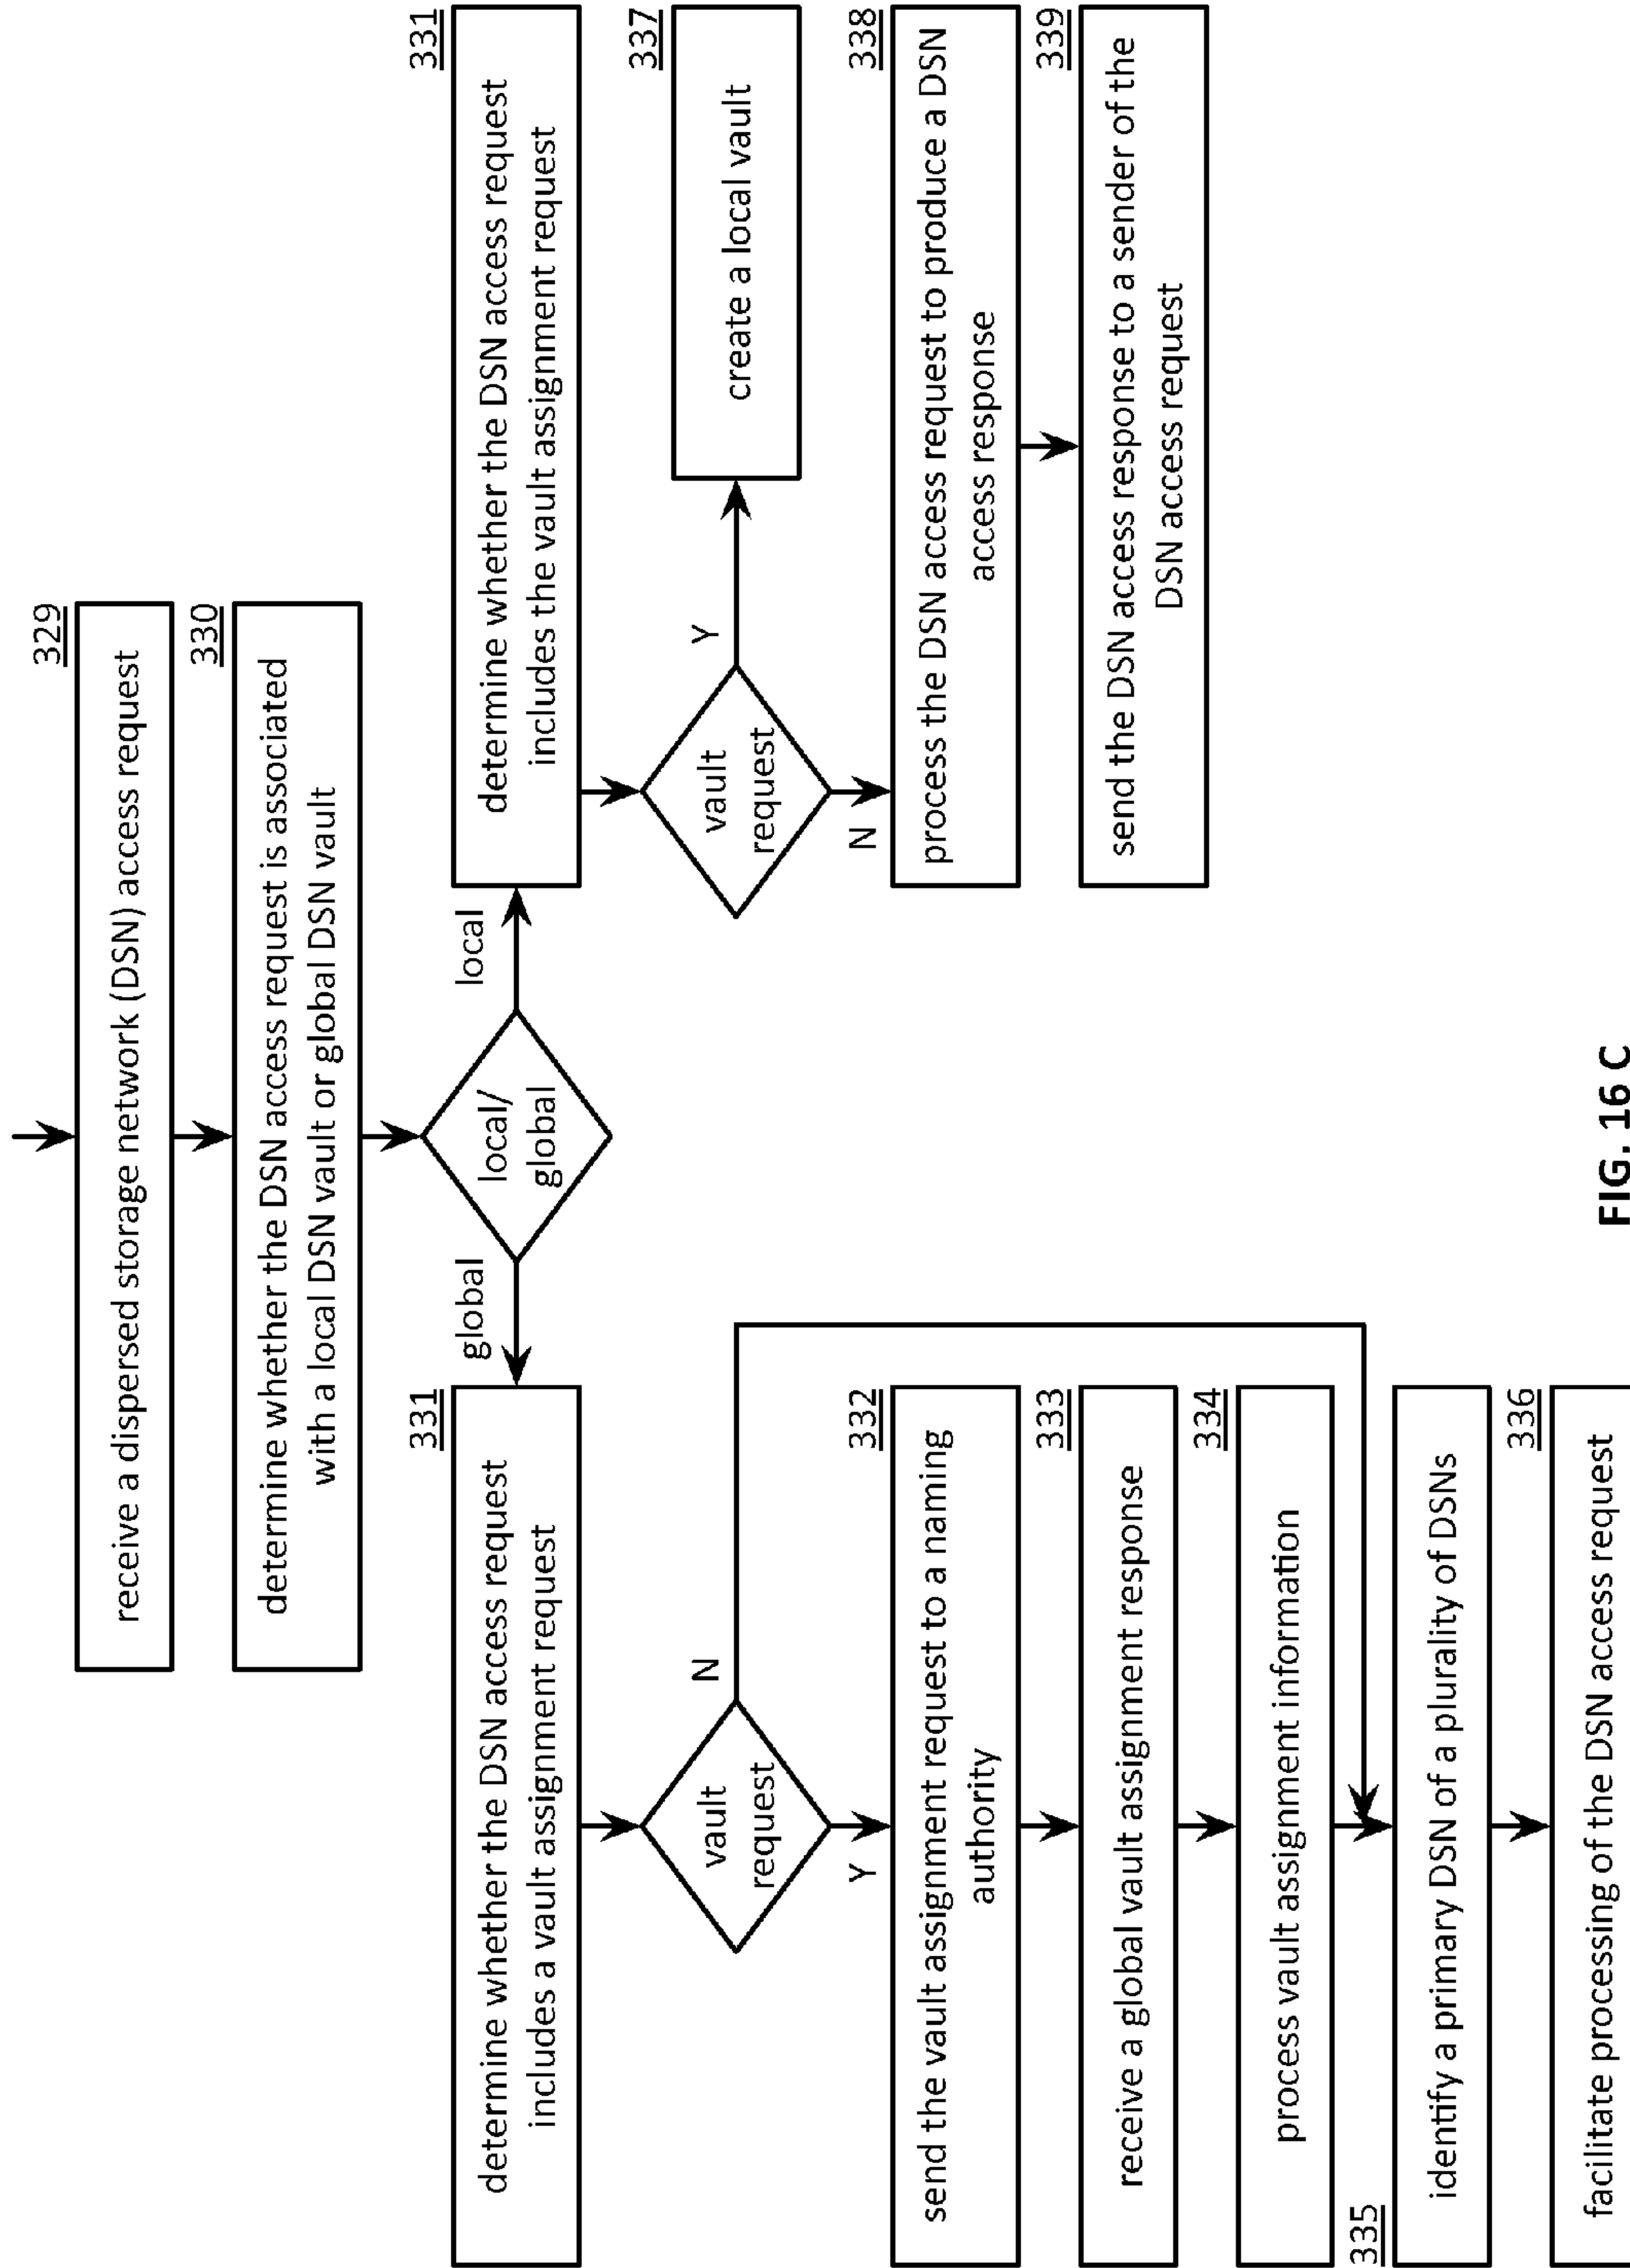 329
receive a dispersed storage network (DSN) access request
330
determine whether the DSN access request is associated
with a local DSN vault or global DSN vault
local/
global
global
local
331
determine whether the DSN access request
includes a vault assignment request
vault
request
N
Y
332
send the vault assignment request to a naming
authority
333
receive a global vault assignment response
334
process vault assignment information
335
identify a primary DSN of a plurality of DSNs
336
facilitate processing of the DSN access request
331
determine whether the DSN access request
includes the vault assignment request
vault
request
Y
N
337
create a local vault
338
process the DSN access request to produce a DSN
access response
339
send the DSN access response to a sender of the
DSN access request
FIG. 16 C